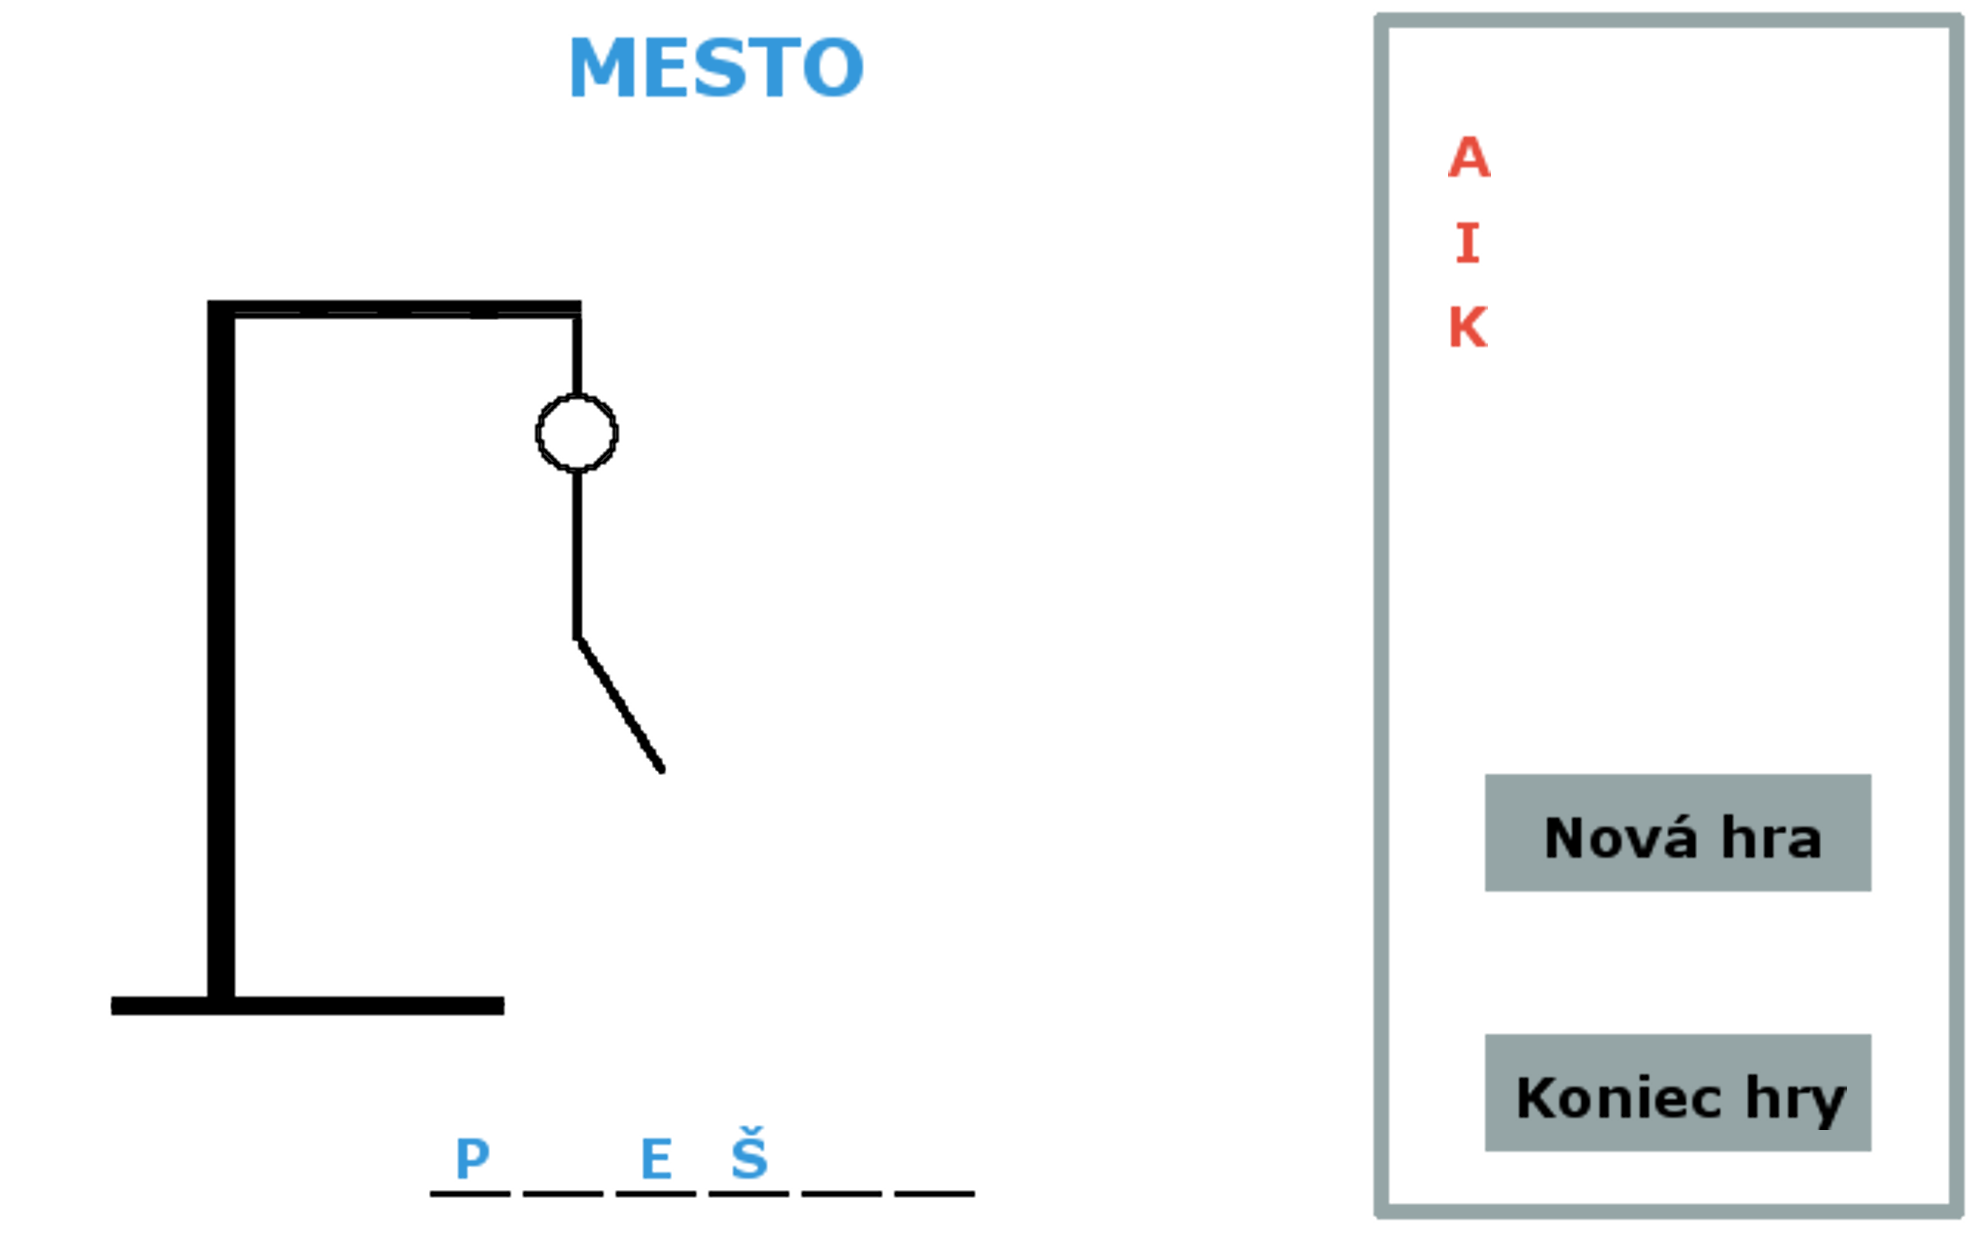 MESTO
A
I
K
Nová hra
Koniec hry
P E Š